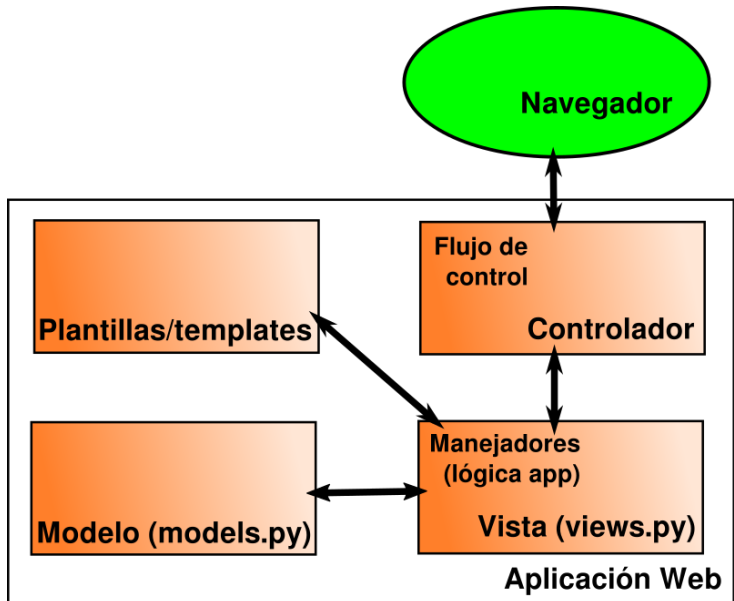 Navegador
Flujo de
control
Controlador
Plantillas/templates
Manejadores
(lógica app)
Vista (views.py)
Modelo (models.py)
Aplicación Web